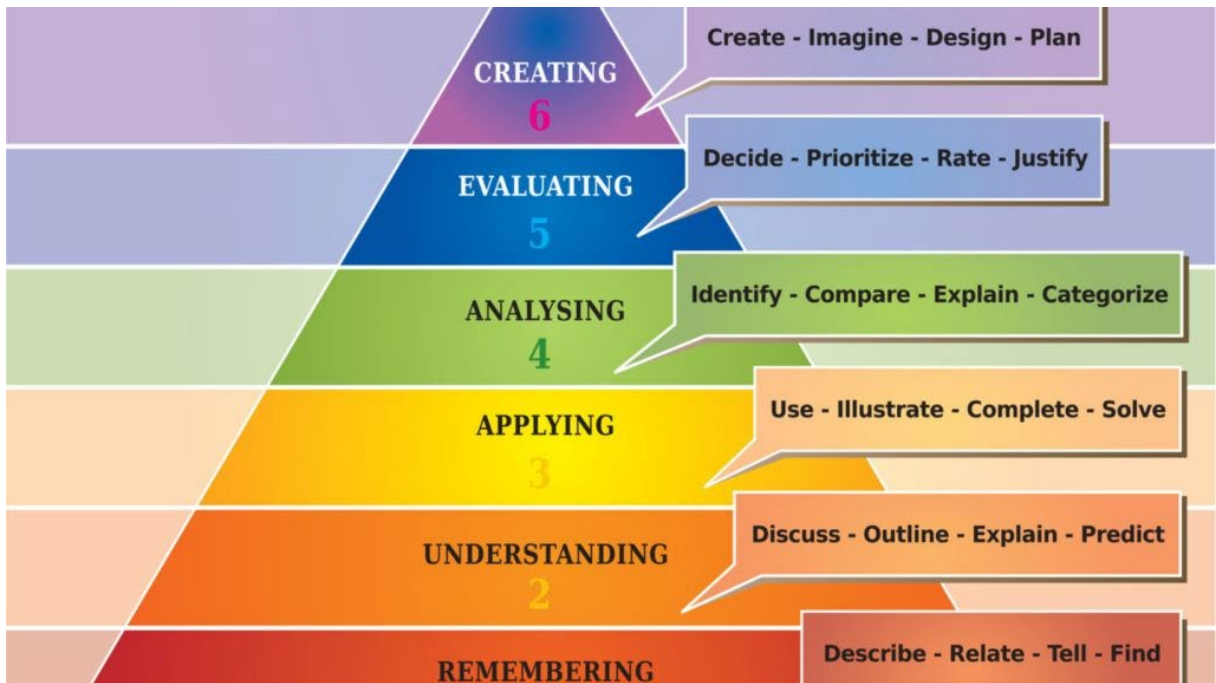 Create - Imagine - Design - Plan
CREATING
6
Decide - Prioritize - Rate - Justify
EVALUATING
5
Identify - Compare - Explain - Categorize
ANALYSING
4
Use - Illustrate - Complete - Solve
APPLYING
3
Discuss - Outline - Explain - Predict
UNDERSTANDING
2
Describe - Relate - Tell - Find
REMEMBERING